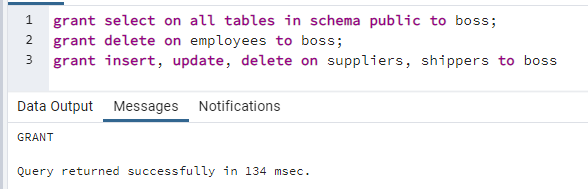 1 grant select on all tables in schema public to boss;
2 grant delete on employees to boss;
3 grant insert, update, delete on suppliers, shippers to boss
Data Output Messages Notifications
GRANT
Query returned successfully in 134 msec.